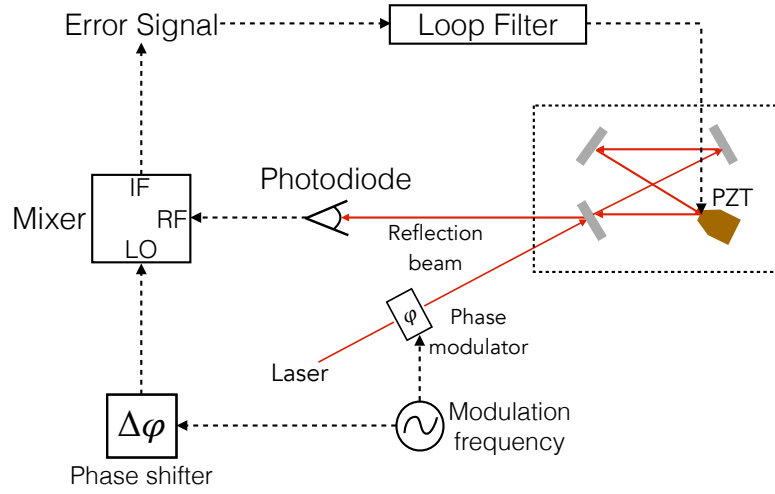 Error Signal
Loop Filter
PZT
Photodiode
IF
Mixer
RF
LO
Reflection
beam
φ
Phase
modulator
Laser
Δφ
Modulation
frequency
Phase shifter